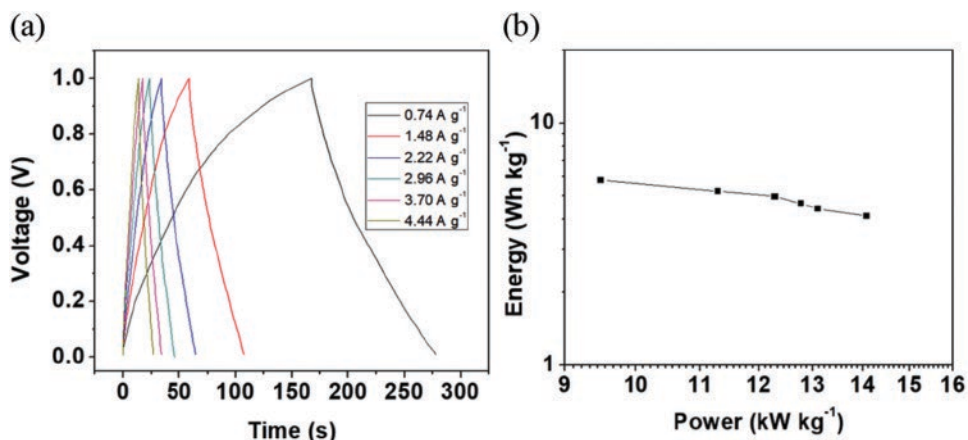 (a)
Voltage (V)
1.0
0.8
0.6
0.4
0.2
0.0
0 50 100 150 200 250 300
Time (s)
0.74 A g⁻¹
1.48 A g⁻¹
2.22 A g⁻¹
2.96 A g⁻¹
3.70 A g⁻¹
4.44 A g⁻¹
(b)
Energy (Wh kg⁻¹)
10
1
9 10 11 12 13 14 15 16
Power (kW kg⁻¹)